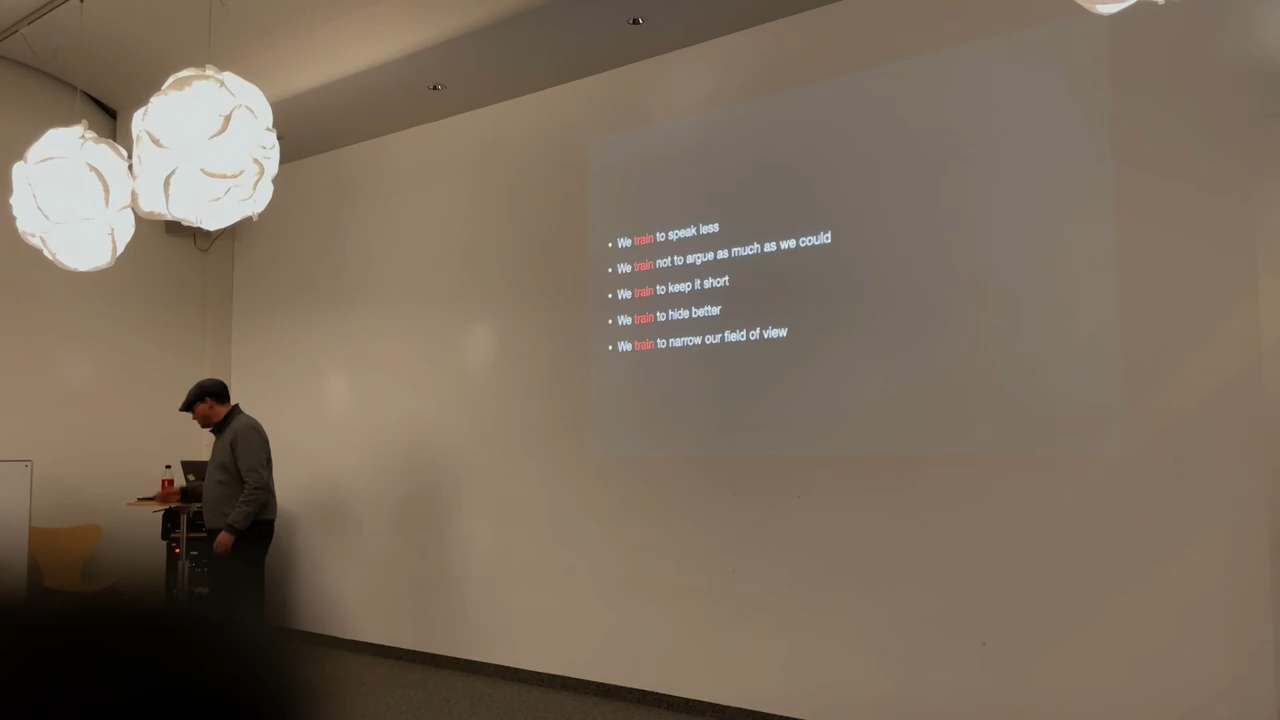 • We train to speak less
• We train not to argue as much as we could
• We train to keep it short
• We train to hide better
• We train to narrow our field of view